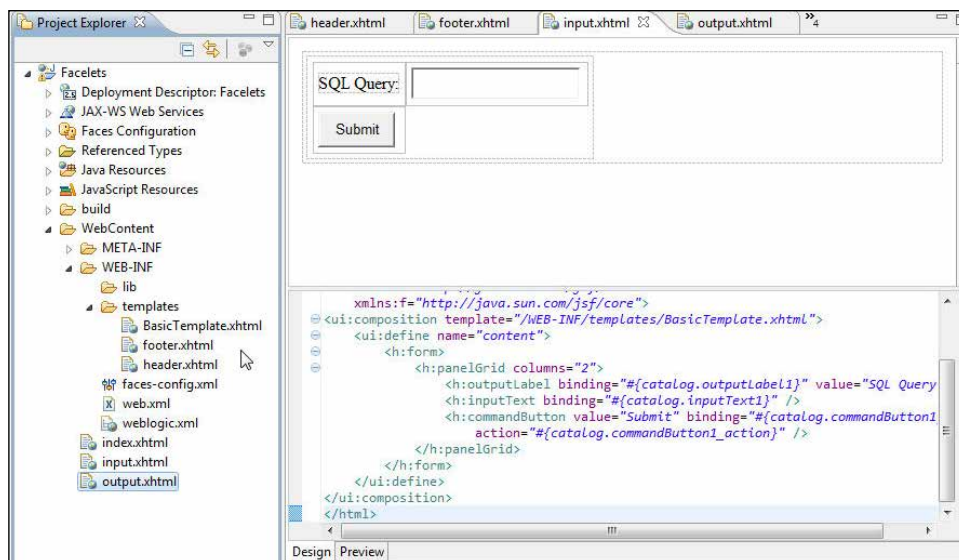 Project Explorer
Facelets
Deployment Descriptor: Facelets
JAX-WS Web Services
Faces Configuration
Referenced Types
Java Resources
JavaScript Resources
build
WebContent
META-INF
WEB-INF
lib
templates
BasicTemplate.xhtml
footer.xhtml
header.xhtml
faces-config.xml
web.xml
weblogic.xml
index.xhtml
input.xhtml
output.xhtml
header.xhtml footer.xhtml input.xhtml output.xhtml »4
SQL Query:
Submit
xmlns:f="http://java.sun.com/jsf/core">
<ui:composition template="/WEB-INF/templates/BasicTemplate.xhtml">
<ui:define name="content">
<h:form>
<h:panelGrid columns="2">
<h:outputLabel binding="#{catalog.outputLabel1}" value="SQL Query
<h:inputText binding="#{catalog.inputText1}" />
<h:commandButton value="Submit" binding="#{catalog.commandButton1
action="#{catalog.commandButton1_action}" />
</h:panelGrid>
</h:form>
</ui:define>
</ui:composition>
</html>
Design Preview